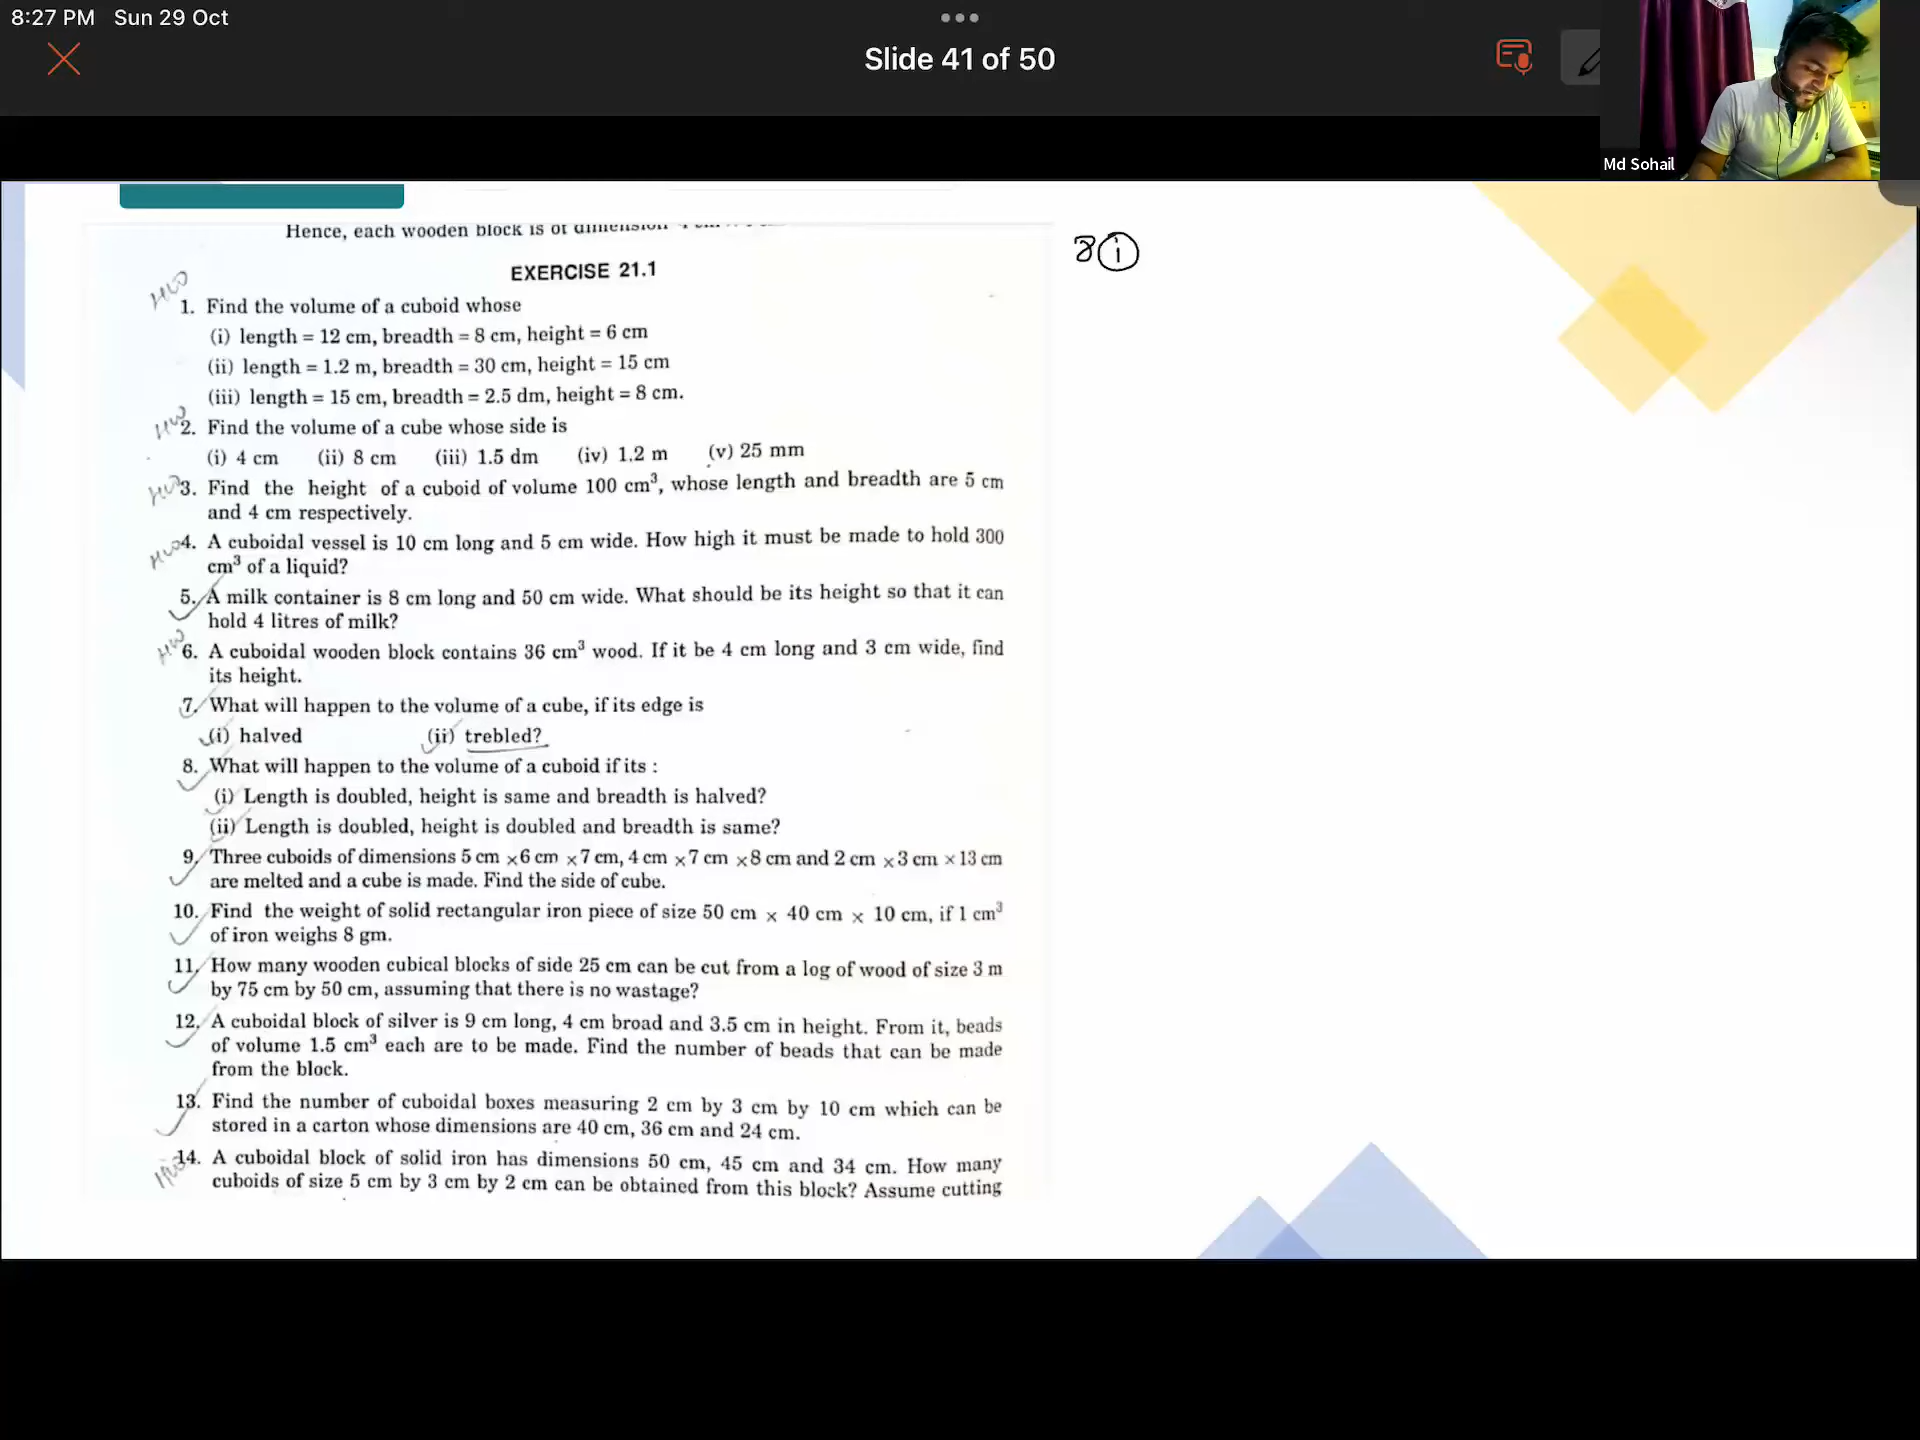 8:27 PM Sun 29 Oct
Slide 41 of 50
Md Sohail
Hence, each wooden block is of dimension
8 (i)
EXERCISE 21.1
HW
1. Find the volume of a cuboid whose
(i) length = 12 cm, breadth = 8 cm, height = 6 cm
(ii) length = 1.2 m, breadth = 30 cm, height = 15 cm
(iii) length = 15 cm, breadth = 2.5 dm, height = 8 cm.
HW 2. Find the volume of a cube whose side is
(i) 4 cm (ii) 8 cm (iii) 1.5 dm (iv) 1.2 m (v) 25 mm
HW 3. Find the height of a cuboid of volume 100 cm³, whose length and breadth are 5 cm
and 4 cm respectively.
HW 4. A cuboidal vessel is 10 cm long and 5 cm wide. How high it must be made to hold 300
cm³ of a liquid?
5. A milk container is 8 cm long and 50 cm wide. What should be its height so that it can
hold 4 litres of milk?
HW 6. A cuboidal wooden block contains 36 cm³ wood. If it be 4 cm long and 3 cm wide, find
its height.
7. What will happen to the volume of a cube, if its edge is
(i) halved (ii) trebled?
8. What will happen to the volume of a cuboid if its :
(i) Length is doubled, height is same and breadth is halved?
(ii) Length is doubled, height is doubled and breadth is same?
9. Three cuboids of dimensions 5 cm × 6 cm × 7 cm, 4 cm × 7 cm × 8 cm and 2 cm × 3 cm × 13 cm
are melted and a cube is made. Find the side of cube.
10. Find the weight of solid rectangular iron piece of size 50 cm × 40 cm × 10 cm, if 1 cm³
of iron weighs 8 gm.
11. How many wooden cubical blocks of side 25 cm can be cut from a log of wood of size 3 m
by 75 cm by 50 cm, assuming that there is no wastage?
12. A cuboidal block of silver is 9 cm long, 4 cm broad and 3.5 cm in height. From it, beads
of volume 1.5 cm³ each are to be made. Find the number of beads that can be made
from the block.
13. Find the number of cuboidal boxes measuring 2 cm by 3 cm by 10 cm which can be
stored in a carton whose dimensions are 40 cm, 36 cm and 24 cm.
HW 14. A cuboidal block of solid iron has dimensions 50 cm, 45 cm and 34 cm. How many
cuboids of size 5 cm by 3 cm by 2 cm can be obtained from this block? Assume cutting